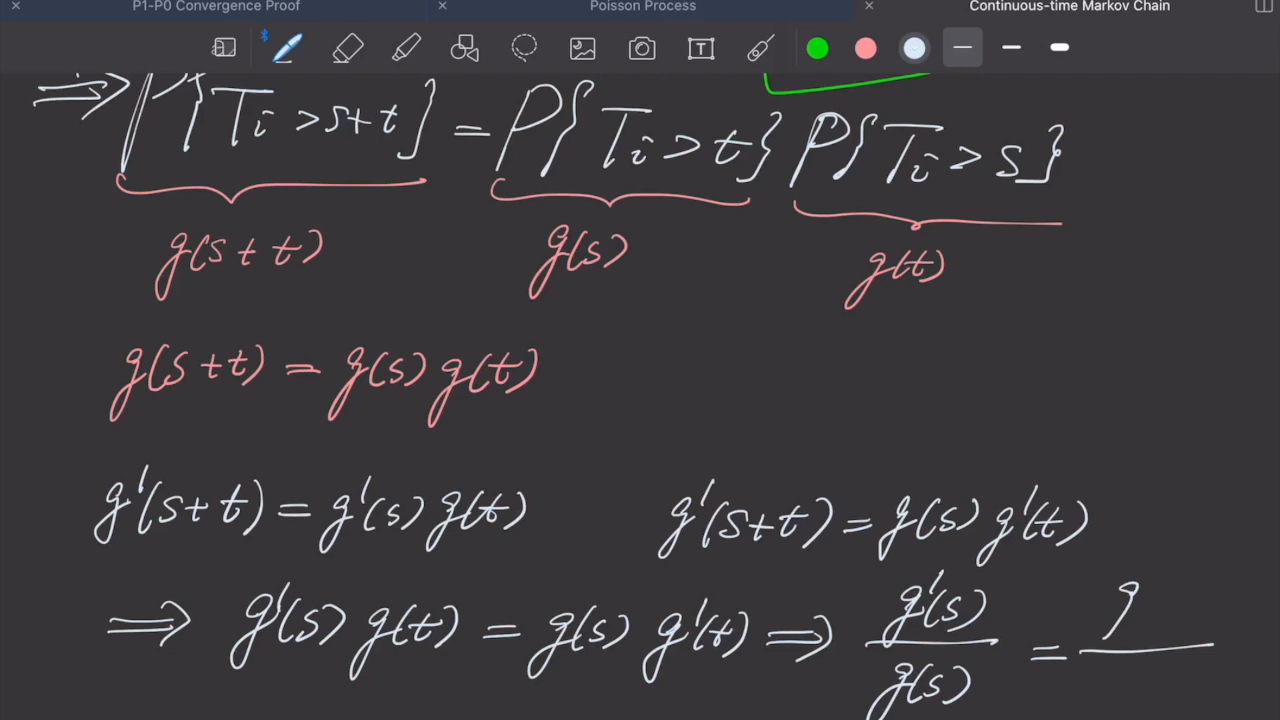 P1-P0 Convergence Proof Poisson Process Continuous-time Markov Chain
⇒ P{Ti > s+t} = P{Ti > t} P{Ti > s}
g(s+t) g(s) g(t)
g(s+t) = g(s) g(t)
g'(s+t) = g'(s) g(t) g'(s+t) = g(s) g'(t)
⇒ g'(s) g(t) = g(s) g'(t) ⇒ g'(s)/g(s) =